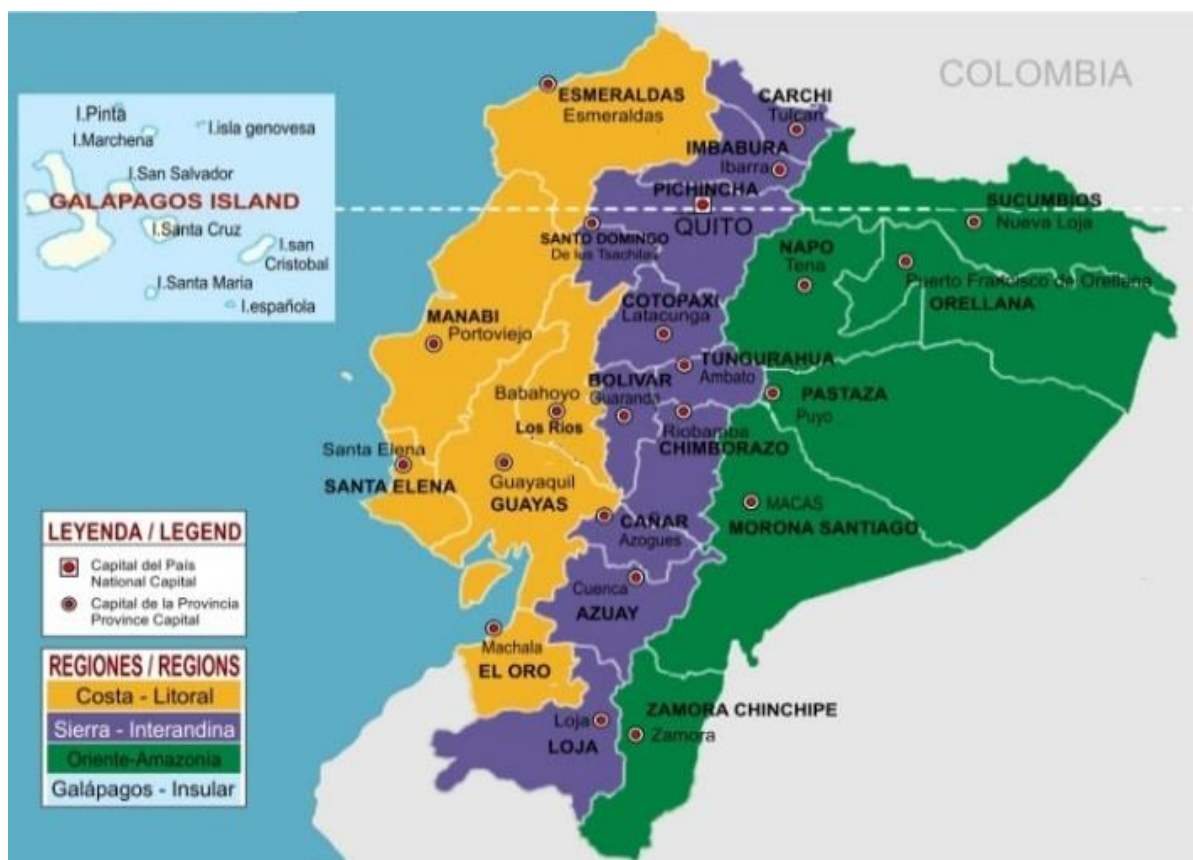 COLOMBIA
I.Pinta
I.Marchena
I.isla genovesa
I.San Salvador
GALAPAGOS ISLAND
I.Santa Cruz
I.san
Cristobal
I.Santa Maria
I.española
ESMERALDAS
Esmeraldas
CARCHI
Tulcan
IMBABURA
Ibarra
PICHINCHA
QUITO
SUCUMBIOS
Nueva Loja
SANTO DOMINGO
De lus Tsachilas
NAPO
Tena
Puerto Francisco de Orellana
ORELLANA
COTOPAXI
Latacunga
MANABI
Portoviejo
TUNGURAHUA
Ambato
BOLIVAR
Guaranda
PASTAZA
Puyo
Babahoyo
Los Rios
Riobamba
CHIMBORAZO
Santa Elena
SANTA ELENA
Guayaquil
GUAYAS
MACAS
MORONA SANTIAGO
CAÑAR
Azogues
Cuenca
AZUAY
Machala
EL ORO
Loja
LOJA
ZAMORA CHINCHIPE
Zamora
LEYENDA / LEGEND
Capital del País
National Capital
Capital de la Provincia
Province Capital
REGIONES / REGIONS
Costa - Litoral
Sierra - Interandina
Oriente-Amazonia
Galápagos - Insular